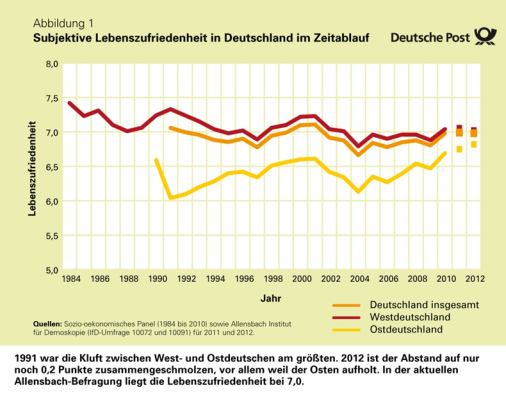 Abbildung 1
Subjektive Lebenszufriedenheit in Deutschland im Zeitablauf
Deutsche Post
Lebenszufriedenheit
8,0
7,5
7,0
6,5
6,0
5,5
5,0
1984 1986 1988 1990 1992 1994 1996 1998 2000 2002 2004 2006 2008 2010 2012
Jahr
Deutschland insgesamt
Westdeutschland
Ostdeutschland
Quellen: Sozio-oekonomisches Panel (1984 bis 2010) sowie Allensbach Institut
für Demoskopie (IfD-Umfrage 10072 und 10091) für 2011 und 2012.
1991 war die Kluft zwischen West- und Ostdeutschen am größten. 2012 ist der Abstand auf nur
noch 0,2 Punkte zusammengeschmolzen, vor allem weil der Osten aufholt. In der aktuellen
Allensbach-Befragung liegt die Lebenszufriedenheit bei 7,0.